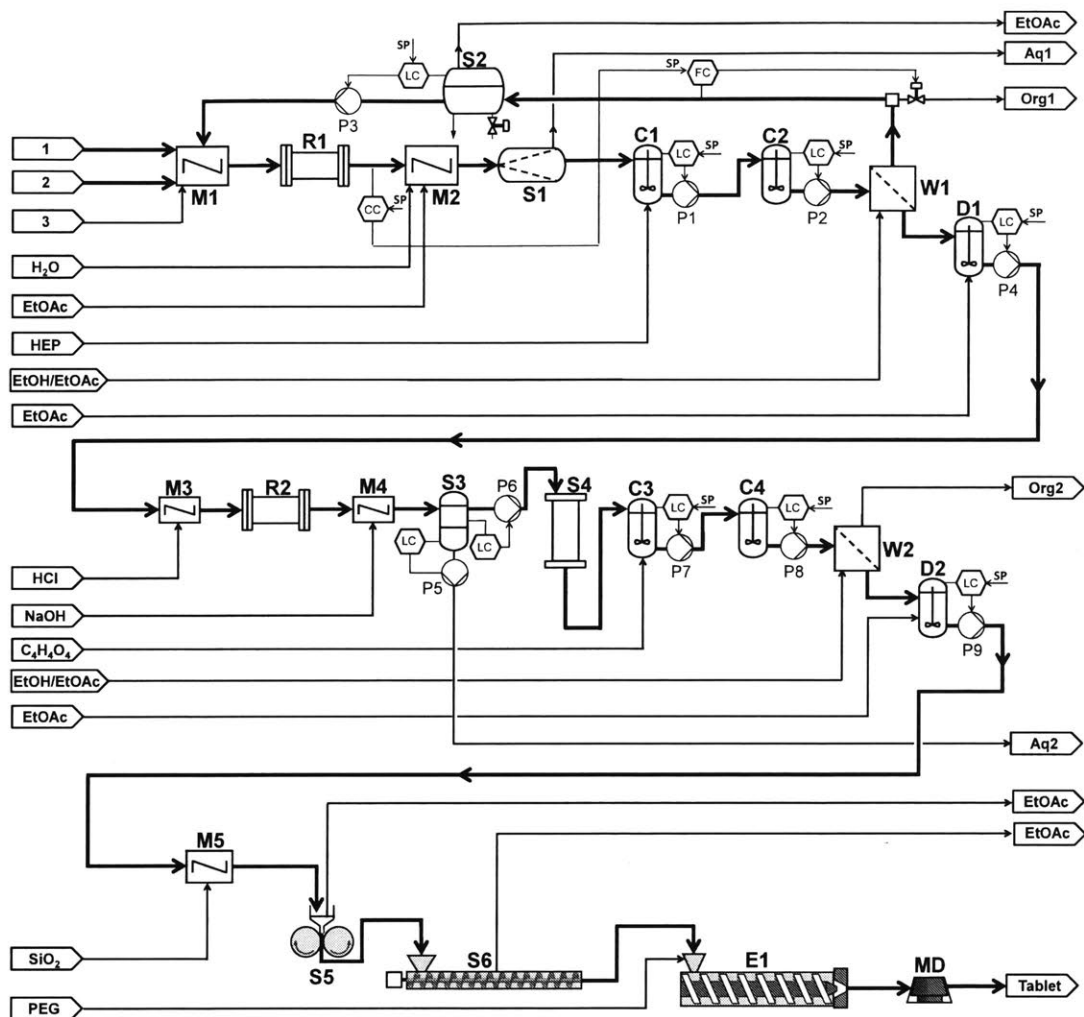 EtOAc
SP
S2
LC
SP
FC
Aq1
P3
Org1
1
R1
C1
LC
SP
C2
LC
SP
2
M1
M2
S1
P1
P2
W1
3
CC
SP
D1
LC
SP
P4
H₂O
EtOAc
HEP
EtOH/EtOAc
EtOAc
M3
R2
M4
S3
P6
S4
C3
LC
SP
C4
LC
SP
Org2
LC
LC
P5
P7
P8
W2
HCl
D2
LC
SP
NaOH
P9
C₄H₄O₄
EtOH/EtOAc
EtOAc
Aq2
EtOAc
M5
EtOAc
SiO₂
S5
S6
E1
MD
Tablet
PEG